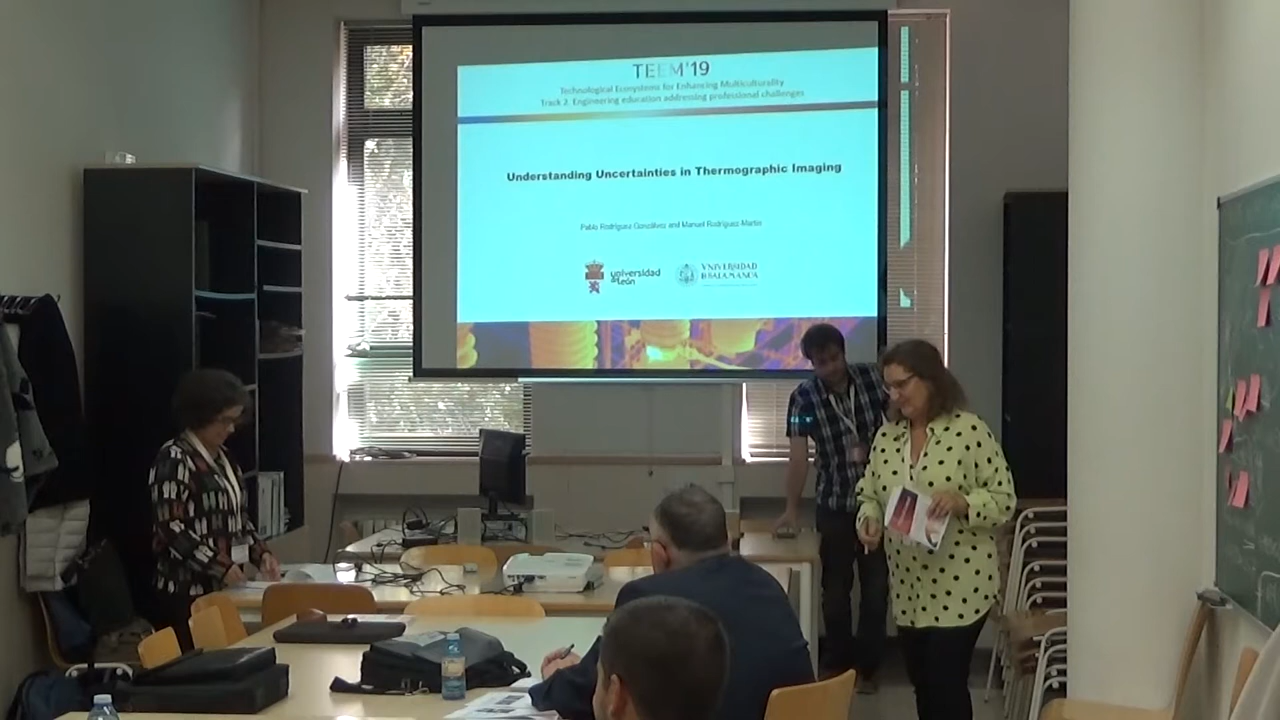 TEEM'19
Technological Ecosystems for Enhancing Multiculturality
Track 2. Engineering education addressing professional challenges
Understanding Uncertainties in Thermographic Imaging
Pablo Rodríguez Gonzálvez and Manuel Rodríguez Martín
universidad
de león
VNIVERSIDAD
D SALAMANCA